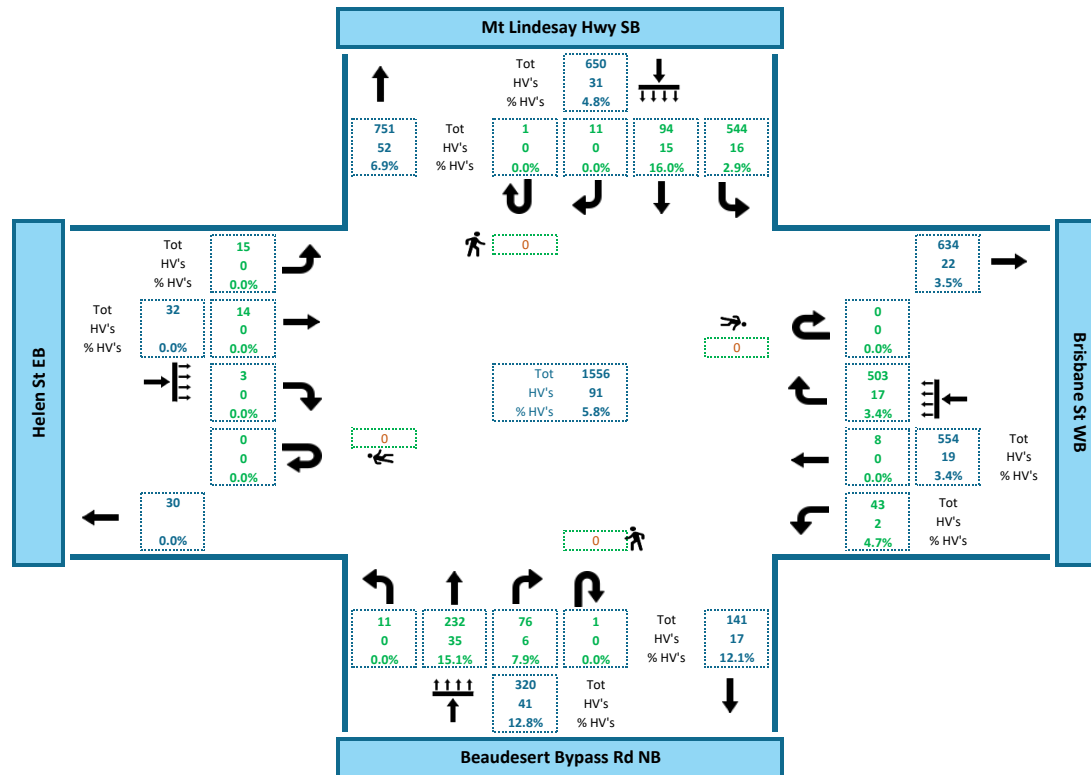 Mt Lindesay Hwy SB
Tot 650
HV's 31
% HV's 4.8%
751 Tot 1 11 94 544
52 HV's 0 0 15 16
6.9% % HV's 0.0% 0.0% 16.0% 2.9%
Tot 15
HV's 0
% HV's 0.0%
0
634
22
3.5%
Tot 32 14
HV's 0
% HV's 0.0% 0.0%
0
0
0.0%
0
Helen St EB
Brisbane St WB
3
0
0.0%
Tot 1556
HV's 91
% HV's 5.8%
503
17
3.4%
0
0
0
0.0%
8 554 Tot
0 19 HV's
0.0% 3.4% % HV's
30
0.0%
43 Tot
2 HV's
4.7% % HV's
0
11 232 76 1 Tot 141
0 35 6 0 HV's 17
0.0% 15.1% 7.9% 0.0% % HV's 12.1%
320 Tot
41 HV's
12.8% % HV's
Beaudesert Bypass Rd NB